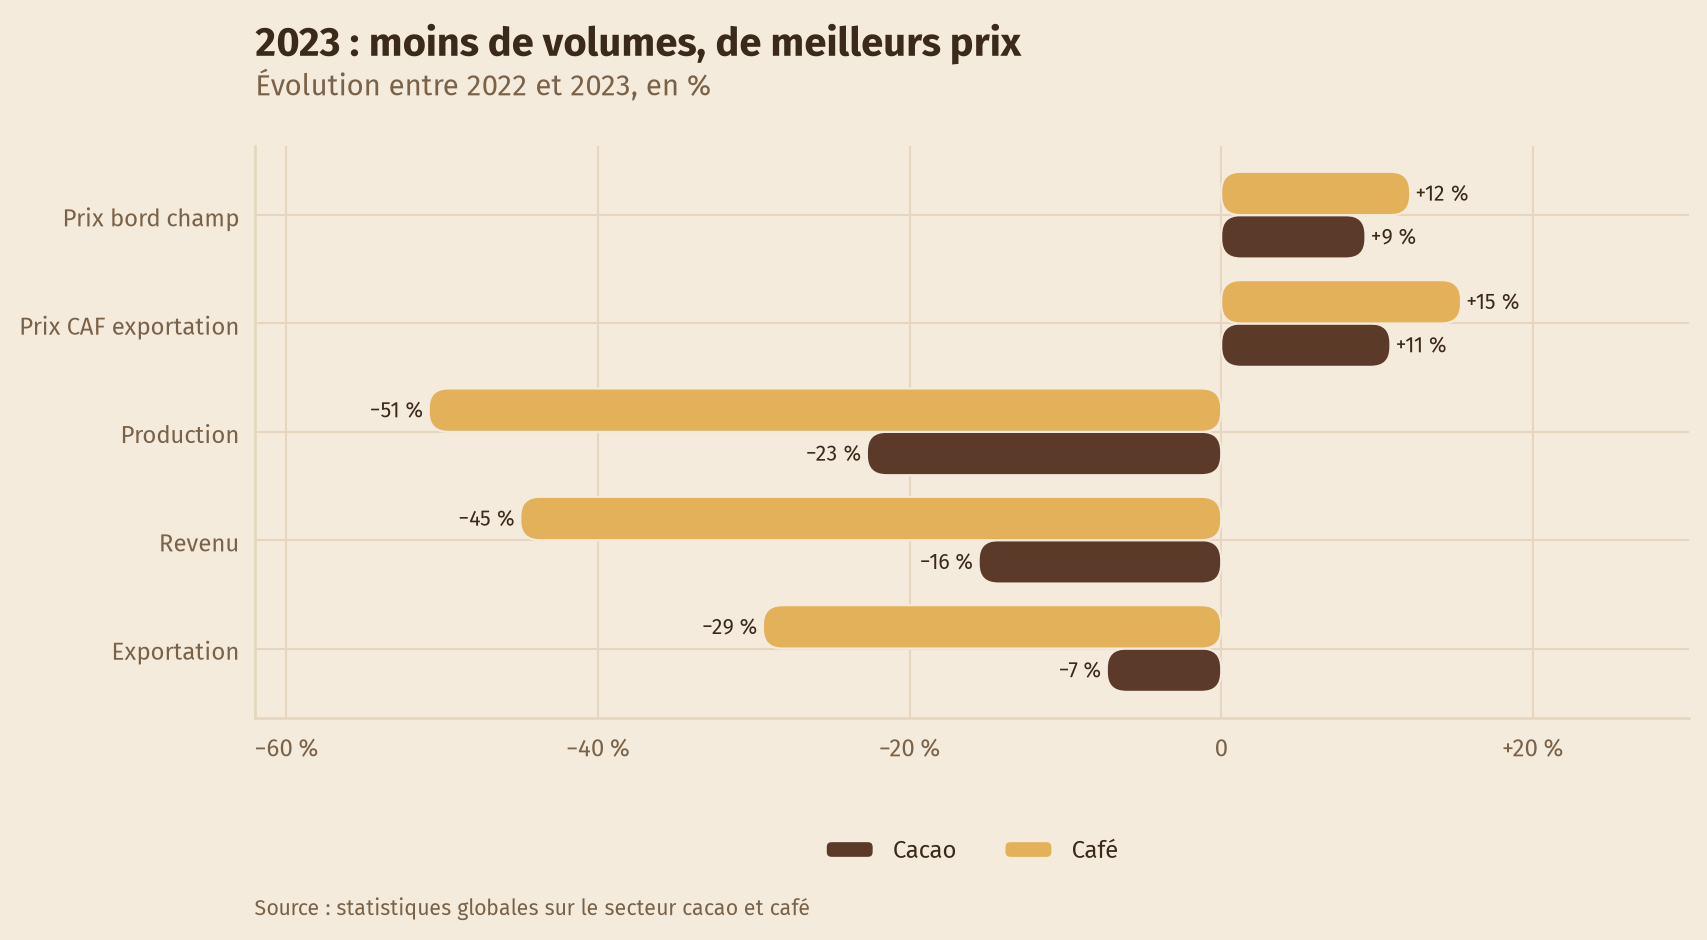 2023 : moins de volumes, de meilleurs prix
Évolution entre 2022 et 2023, en %
Prix bord champ
+12 %
+9 %
Prix CAF exportation
+15 %
+11 %
Production
−51 %
−23 %
Revenu
−45 %
−16 %
Exportation
−29 %
−7 %
−60 %
−40 %
−20 %
0
+20 %
Cacao
Café
Source : statistiques globales sur le secteur cacao et café